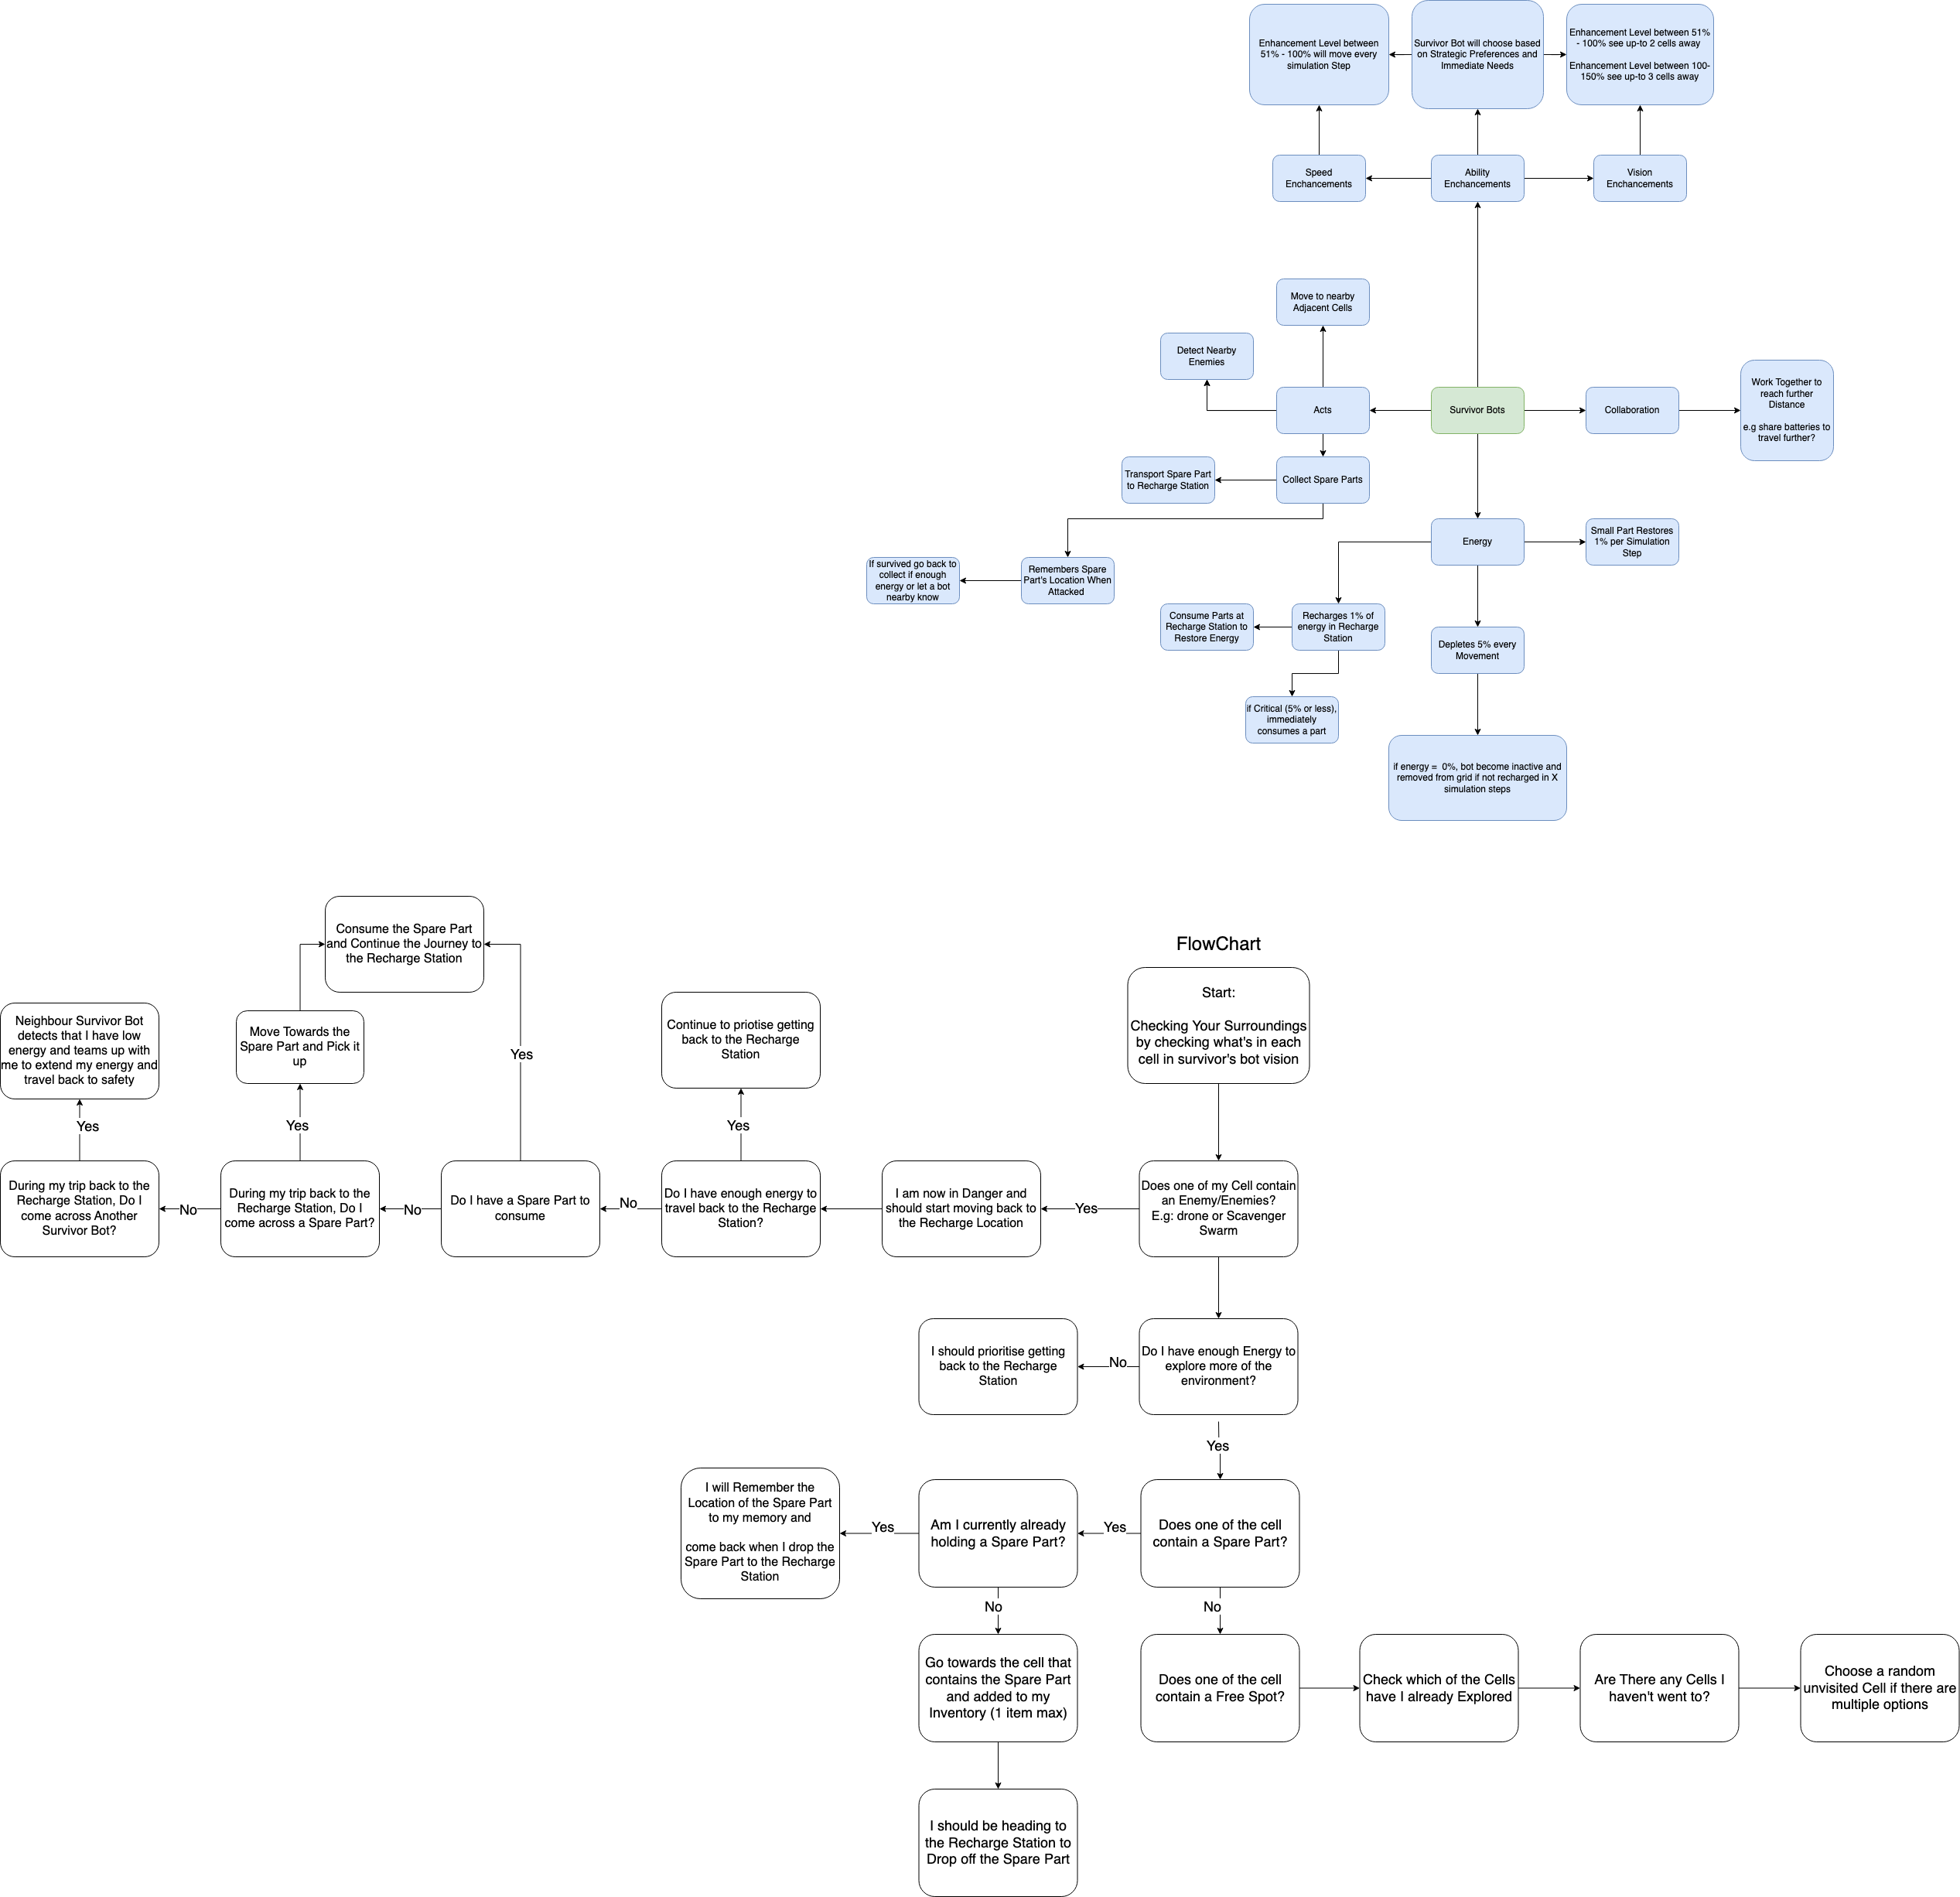 Enhancement Level between
51% - 100% will move every
simulation Step
Survivor Bot will choose based
on Strategic Preferences and
Immediate Needs
Enhancement Level between 51%
- 100% see up-to 2 cells away
Enhancement Level between 100-
150% see up-to 3 cells away
Speed
Enchancements
Ability
Enchancements
Vision
Enchancements
Move to nearby
Adjacent Cells
Detect Nearby
Enemies
Acts
Survivor Bots
Collaboration
Work Together to
reach further
Distance
e.g share batteries to
travel further?
Transport Spare Part
to Recharge Station
Collect Spare Parts
Energy
Small Part Restores
1% per Simulation
Step
If survived go back to
collect if enough
energy or let a bot
nearby know
Remembers Spare
Part's Location When
Attacked
Consume Parts at
Recharge Station to
Restore Energy
Recharges 1% of
energy in Recharge
Station
Depletes 5% every
Movement
if Critical (5% or less),
immediately
consumes a part
if energy =  0%, bot become inactive and
removed from grid if not recharged in X
simulation steps
FlowChart
Consume the Spare Part
and Continue the Journey to
the Recharge Station
Start:
Checking Your Surroundings
by checking what's in each
cell in survivor's bot vision
Neighbour Survivor Bot
detects that I have low
energy and teams up with
me to extend my energy and
travel back to safety
Move Towards the
Spare Part and Pick it
up
Yes
Continue to priotise getting
back to the Recharge
Station
Yes
Yes
Yes
During my trip back to the
Recharge Station, Do I
come across Another
Survivor Bot?
No
During my trip back to the
Recharge Station, Do I
come across a Spare Part?
No
Do I have a Spare Part to
consume
No
Do I have enough energy to
travel back to the Recharge
Station?
I am now in Danger and
should start moving back to
the Recharge Location
Yes
Does one of my Cell contain
an Enemy/Enemies?
E.g: drone or Scavenger
Swarm
I should prioritise getting
back to the Recharge
Station
No
Do I have enough Energy to
explore more of the
environment?
Yes
I will Remember the
Location of the Spare Part
to my memory and
come back when I drop the
Spare Part to the Recharge
Station
Yes
Am I currently already
holding a Spare Part?
Yes
Does one of the cell
contain a Spare Part?
No
No
Go towards the cell that
contains the Spare Part
and added to my
Inventory (1 item max)
Does one of the cell
contain a Free Spot?
Check which of the Cells
have I already Explored
Are There any Cells I
haven't went to?
Choose a random
unvisited Cell if there are
multiple options
I should be heading to
the Recharge Station to
Drop off the Spare Part